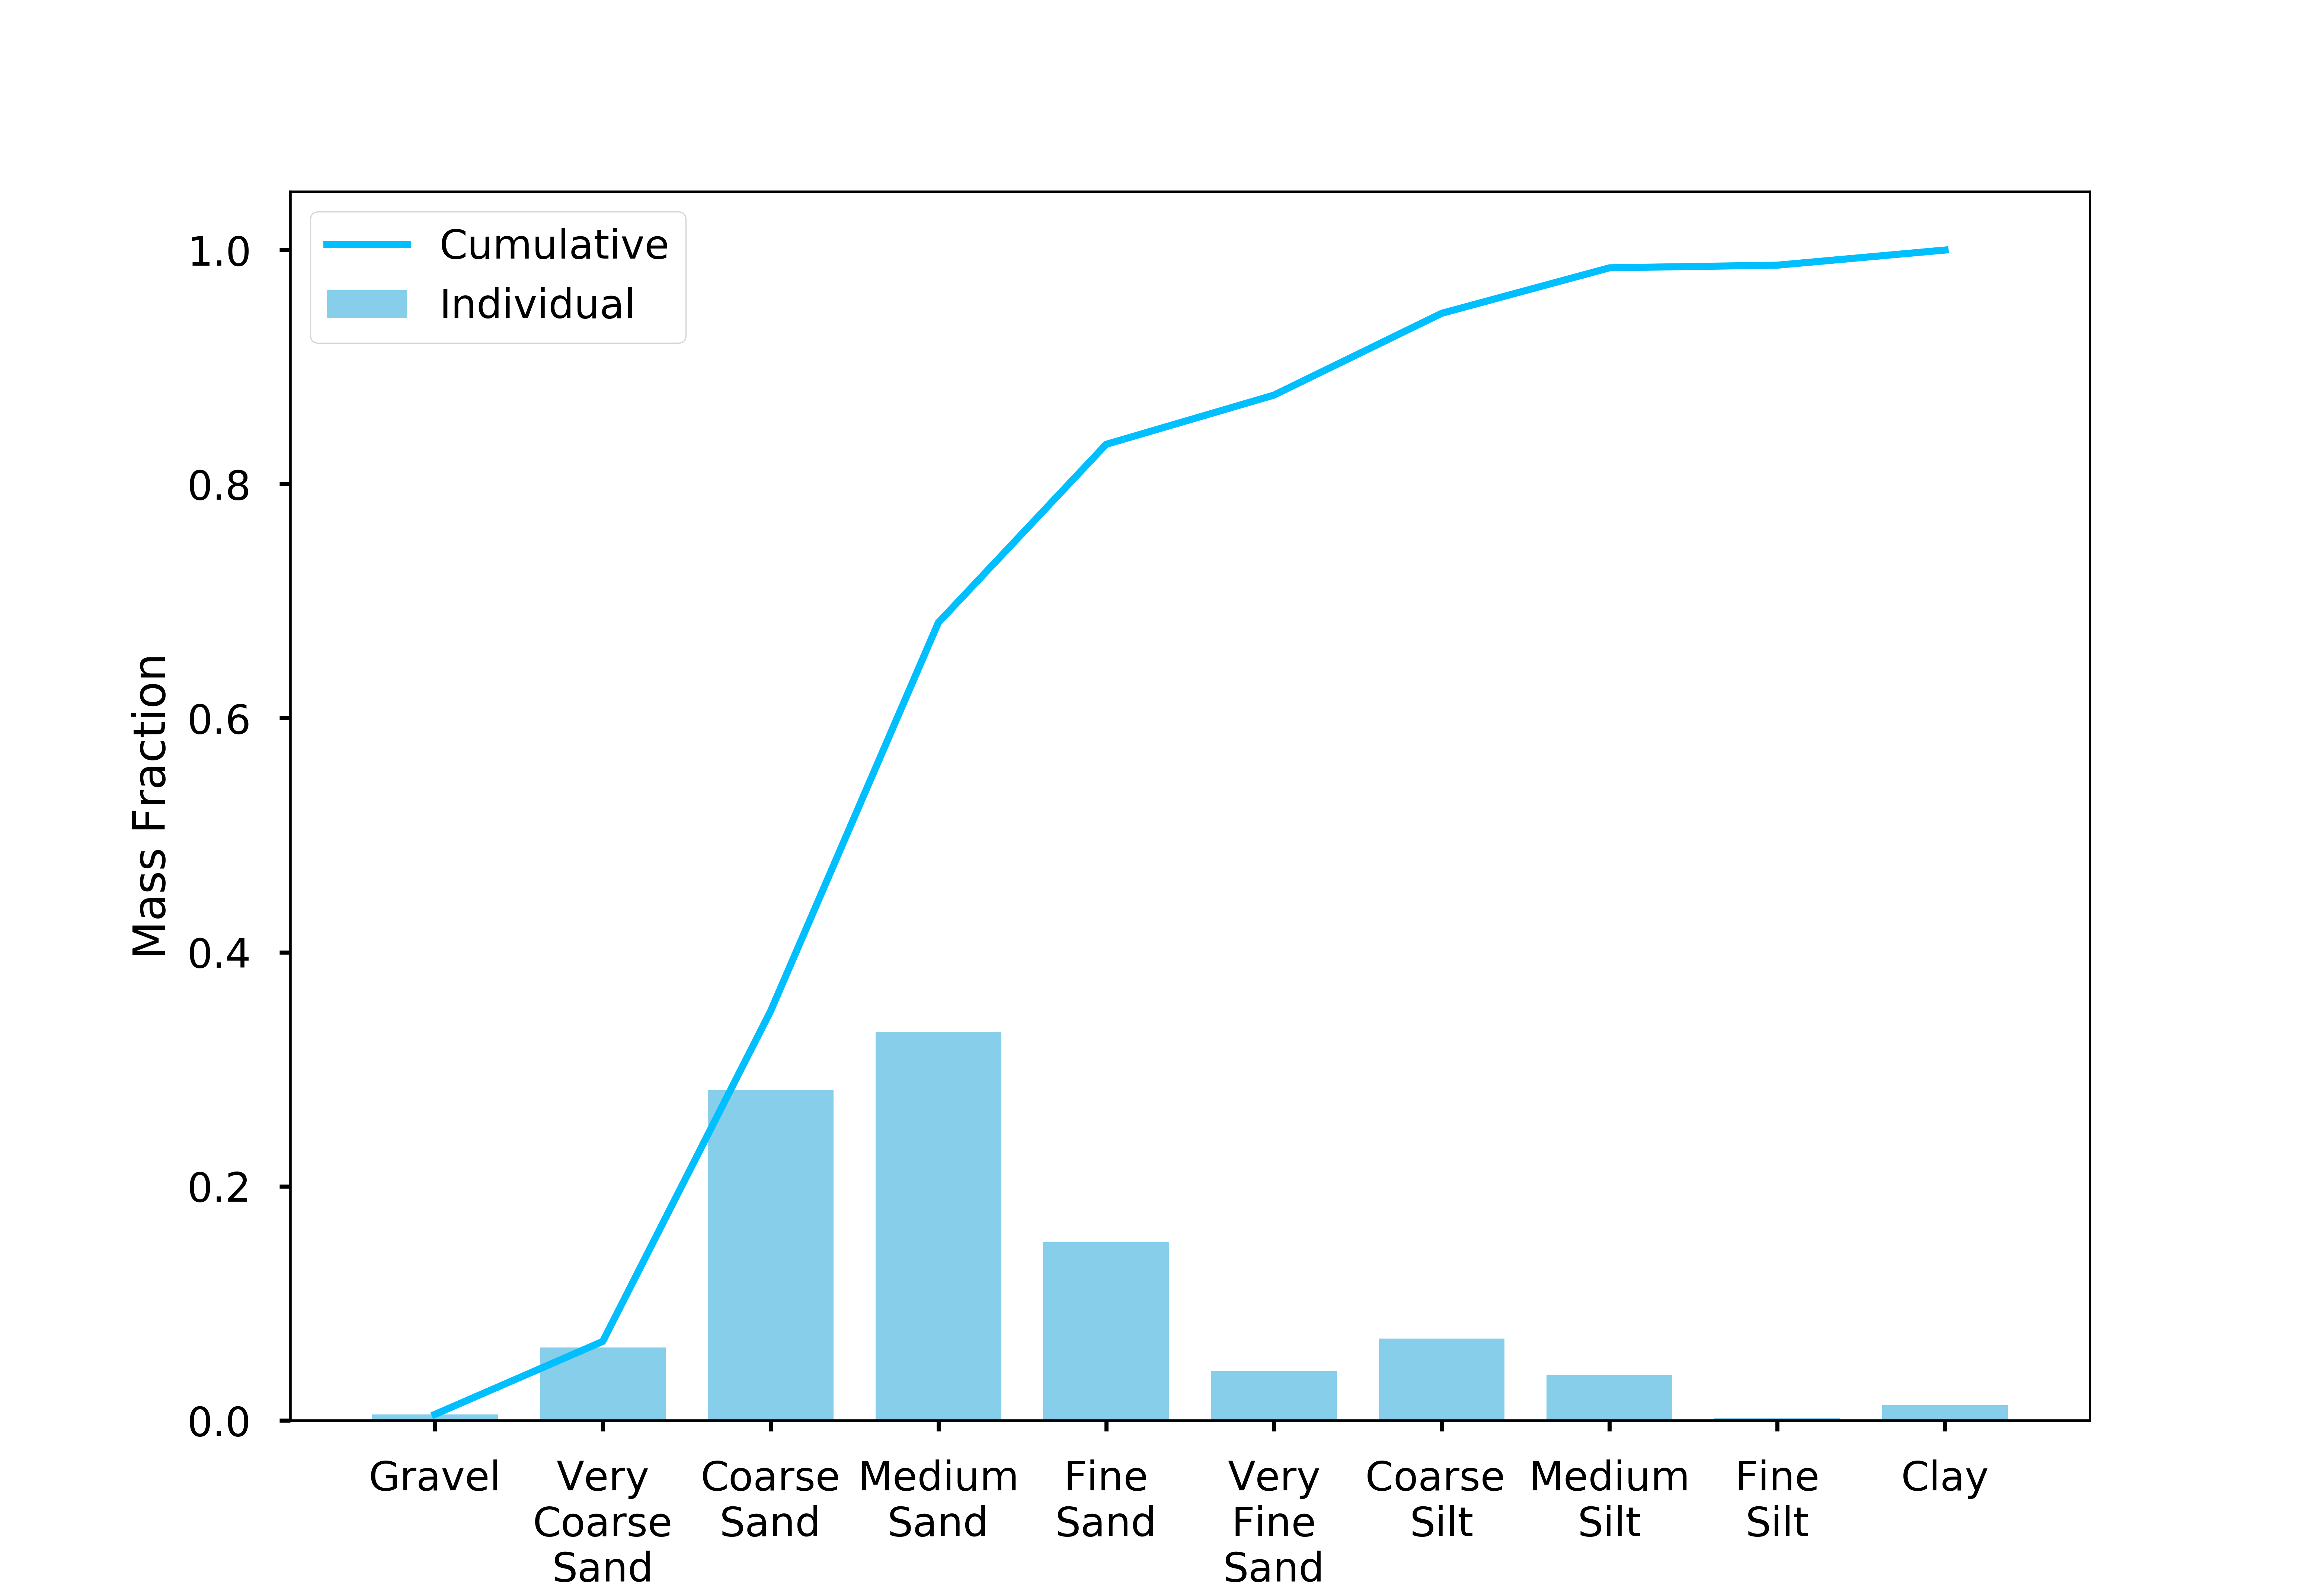 Cumulative
Individual
1.0
0.8
0.6
0.4
0.2
0.0
Mass Fraction
Gravel
Very
Coarse
Sand
Coarse
Sand
Medium
Sand
Fine
Sand
Very
Fine
Sand
Coarse
Silt
Medium
Silt
Fine
Silt
Clay